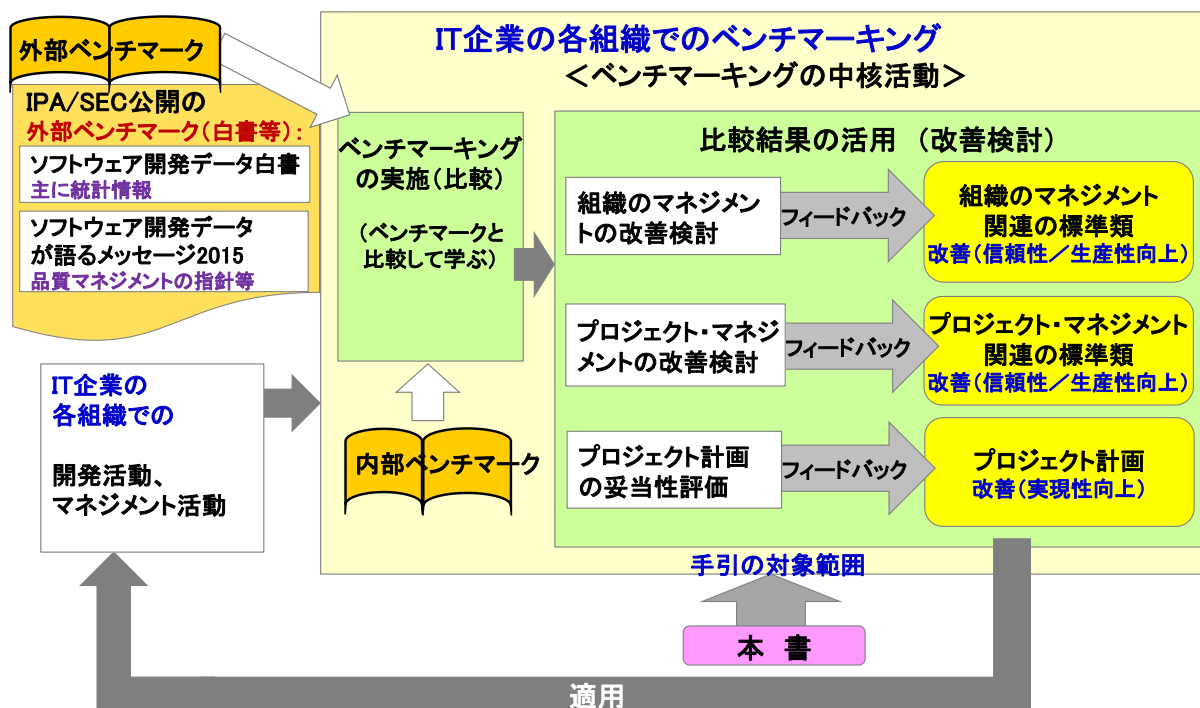 外部ベンチマーク
IPA/SEC公開の
外部ベンチマーク(白書等):
ソフトウェア開発データ白書
主に統計情報
ソフトウェア開発データ
が語るメッセージ2015
品質マネジメントの指針等
IT企業の
各組織での
開発活動、
マネジメント活動
IT企業の各組織でのベンチマーキング
＜ベンチマーキングの中核活動＞
ベンチマーキング
の実施(比較)
(ベンチマークと
比較して学ぶ)
内部ベンチマーク
比較結果の活用 (改善検討)
組織のマネジメン
トの改善検討
フィードバック
組織のマネジメント
関連の標準類
改善(信頼性／生産性向上)
プロジェクト・マネジ
メントの改善検討
フィードバック
プロジェクト・マネジメント
関連の標準類
改善(信頼性／生産性向上)
プロジェクト計画
の妥当性評価
フィードバック
プロジェクト計画
改善(実現性向上)
手引の対象範囲
本 書
適用